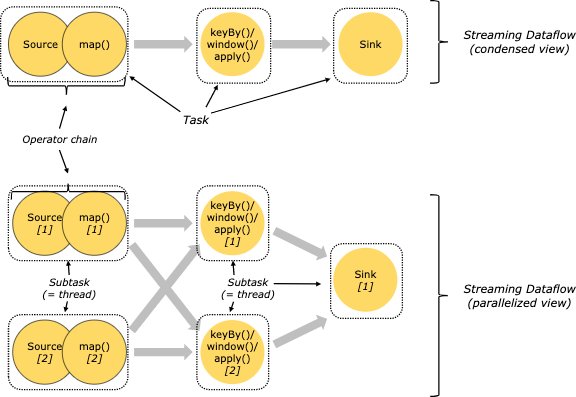 Source
map()
keyBy()/
window()/
apply()
Sink
Streaming Dataflow
(condensed view)
Task
Operator chain
Source
[1]
map()
[1]
keyBy()/
window()/
apply()
[1]
Subtask
(= thread)
Subtask
(= thread)
Sink
[1]
Streaming Dataflow
(parallelized view)
Source
[2]
map()
[2]
keyBy()/
window()/
apply()
[2]